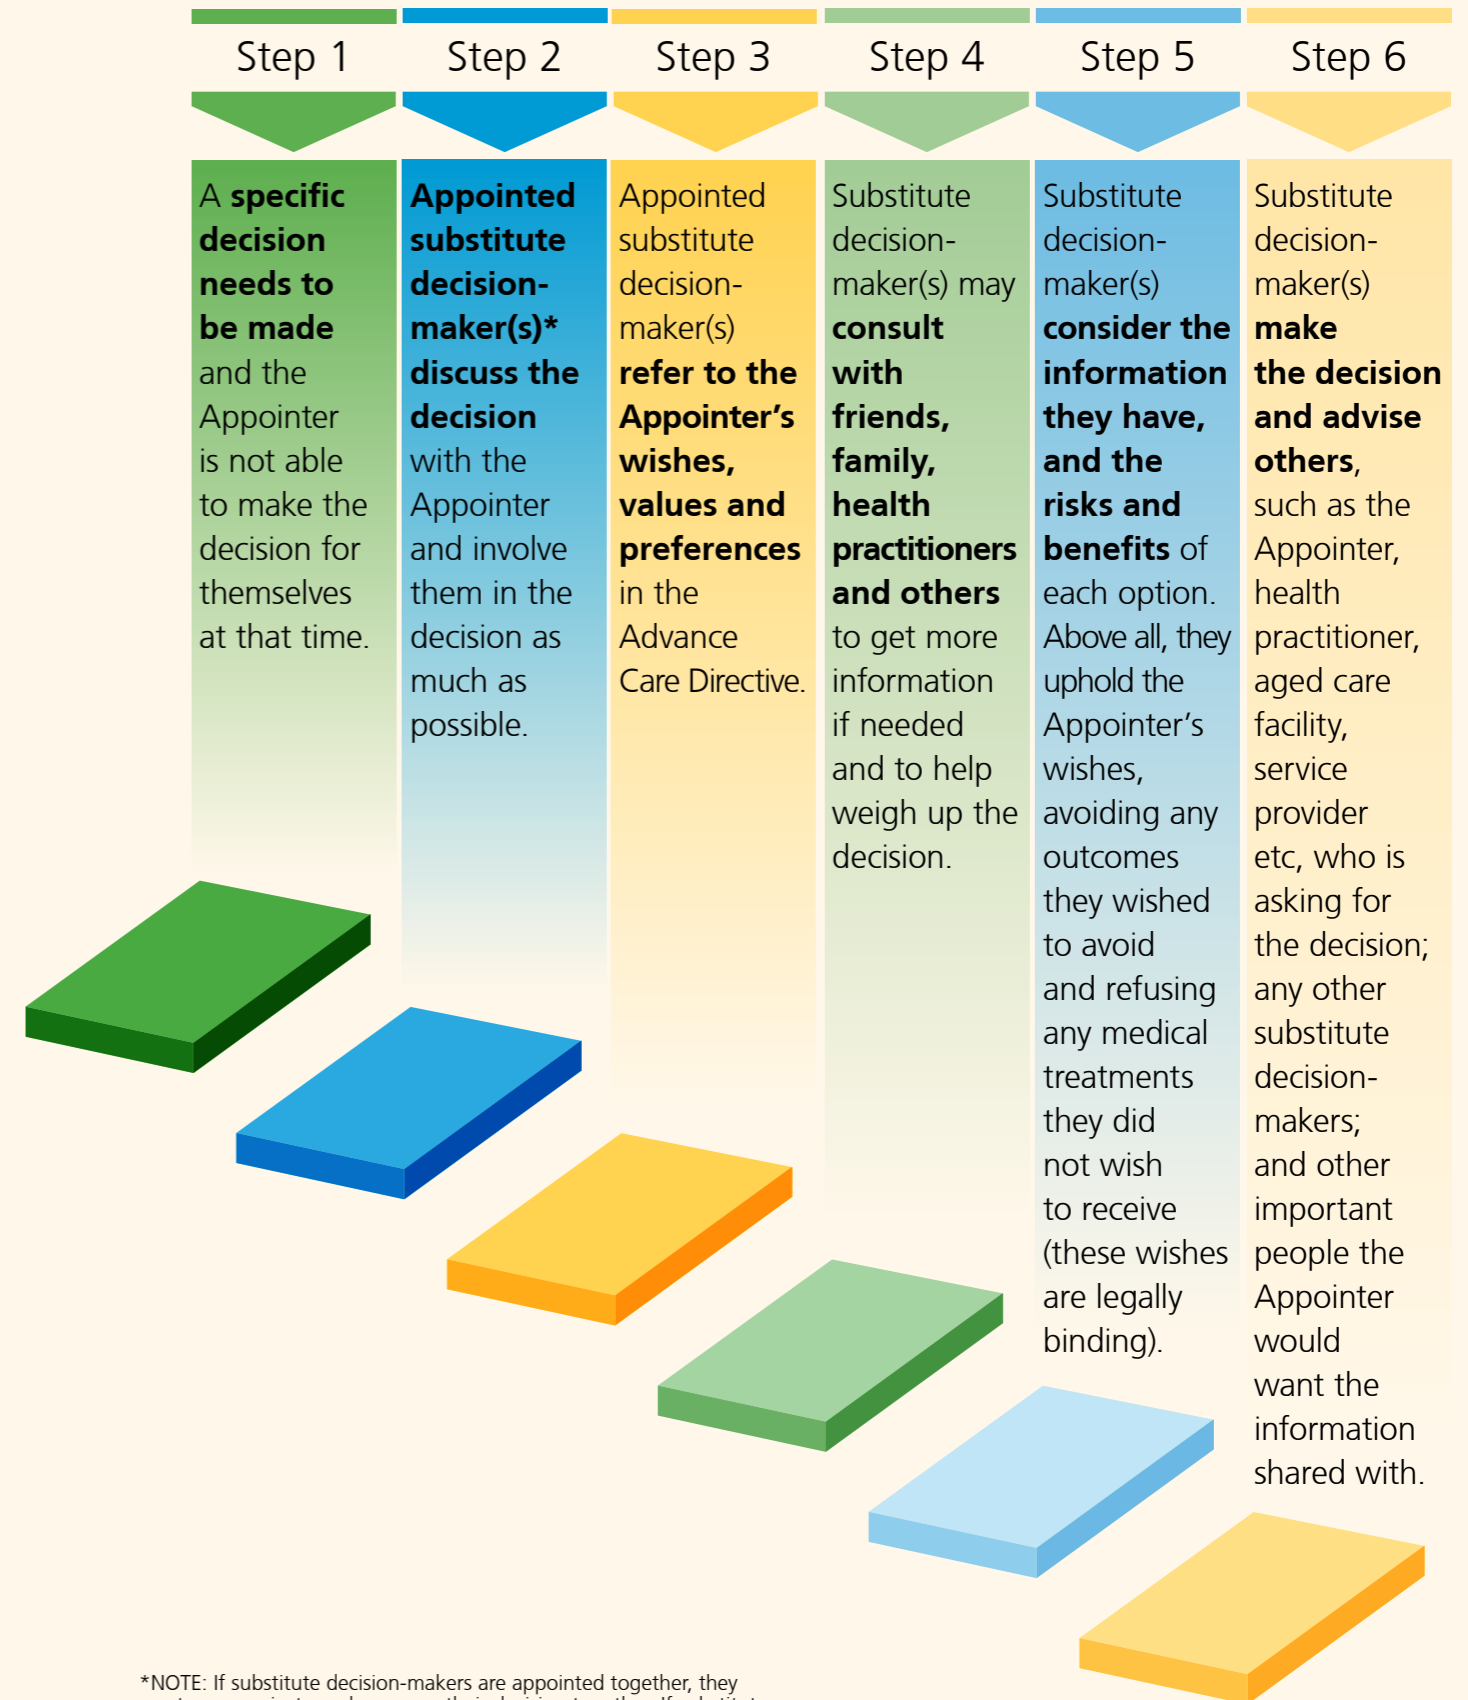 Step 1
A specific
decision
needs to
be made
and the
Appointer
is not able
to make the
decision for
themselves
at that time.
Step 2
Appointed
substitute
decision-
maker(s)*
discuss the
decision
with the
Appointer
and involve
them in the
decision as
much as
possible.
Step 3
Appointed
substitute
decision-
maker(s)
refer to the
Appointer’s
wishes,
values and
preferences
in the
Advance
Care Directive.
Step 4
Substitute
decision-
maker(s) may
consult
with
friends,
family,
health
practitioners
and others
to get more
information
if needed
and to help
weigh up the
decision.
Step 5
Substitute
decision-
maker(s)
consider the
information
they have,
and the
risks and
benefits of
each option.
Above all, they
uphold the
Appointer’s
wishes,
avoiding any
outcomes
they wished
to avoid
and refusing
any medical
treatments
they did
not wish
to receive
(these wishes
are legally
binding).
Step 6
Substitute
decision-
maker(s)
make
the decision
and advise
others,
such as the
Appointer,
health
practitioner,
aged care
facility,
service
provider
etc, who is
asking for
the decision;
any other
substitute
decision-
makers;
and other
important
people the
Appointer
would
want the
information
shared with.
*NOTE: If substitute decision-makers are appointed together, they